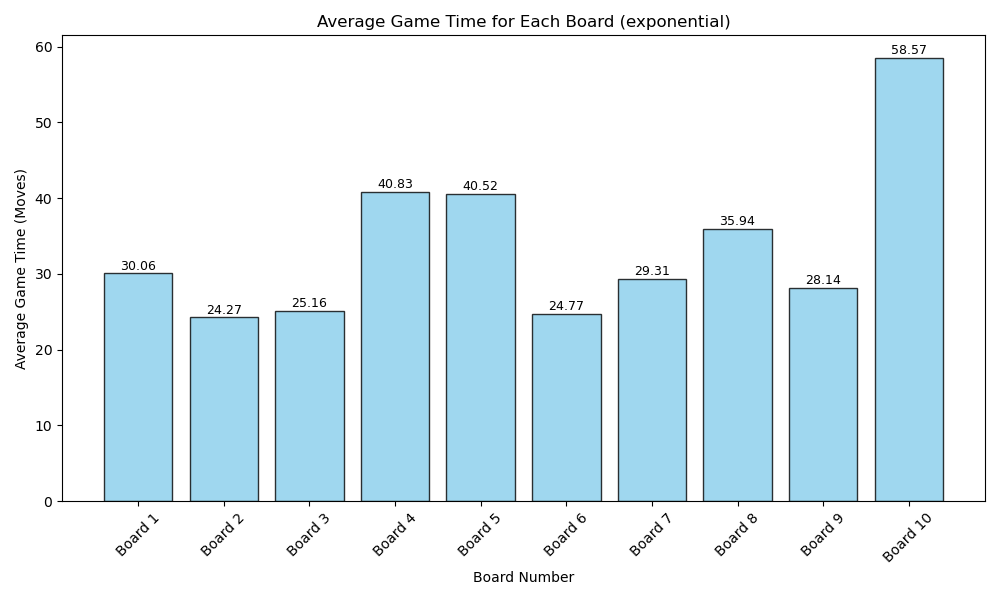 Average Game Time for Each Board (exponential)
Average Game Time (Moves)
60
50
40
30
20
10
0
30.06
24.27
25.16
40.83
40.52
24.77
29.31
35.94
28.14
58.57
Board 1
Board 2
Board 3
Board 4
Board 5
Board 6
Board 7
Board 8
Board 9
Board 10
Board Number